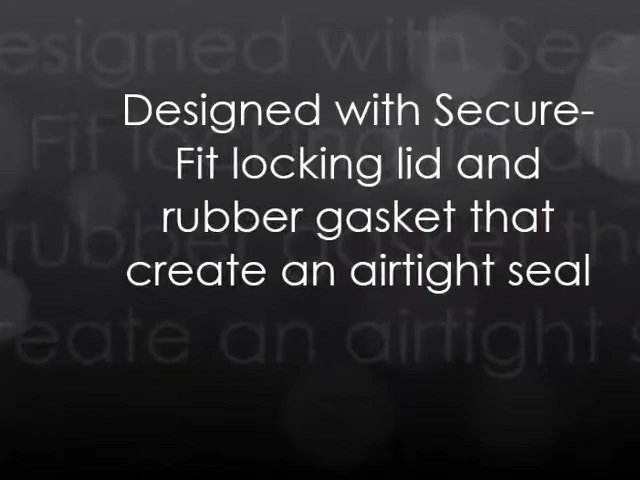 Designed with Secure-
Fit locking lid and
rubber gasket that
create an airtight seal